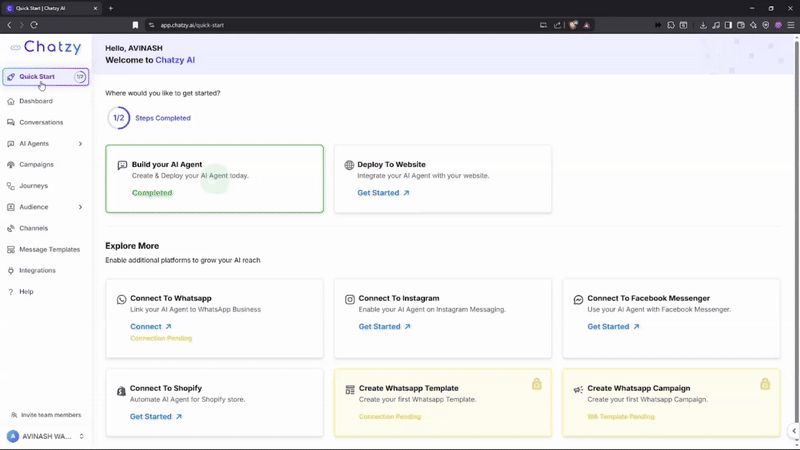 Quick Start | Chatzy AI
app.chatzy.ai/quick-start
Chatzy
Quick Start
1/2
Dashboard
Conversations
AI Agents
Campaigns
Journeys
Audience
Channels
Message Templates
Integrations
Help
Invite team members
A
AVINASH WA...
Hello, AVINASH
Welcome to Chatzy AI
Where would you like to get started?
1/2 Steps Completed
Build your AI Agent
Create & Deploy your AI Agent today.
Completed
Deploy To Website
Integrate your AI Agent with your website.
Get Started
Explore More
Enable additional platforms to grow your AI reach
Connect To Whatsapp
Link your AI Agent to WhatsApp Business
Connect
Connection Pending
Connect To Instagram
Enable your AI Agent on Instagram Messaging.
Get Started
Connect To Facebook Messenger
Use your AI Agent with Facebook Messenger.
Get Started
Connect To Shopify
Automate AI Agent for Shopify store.
Get Started
Create Whatsapp Template
Create your first Whatsapp Template.
Connection Pending
Create Whatsapp Campaign
Create your first Whatsapp Campaign.
WA Template Pending